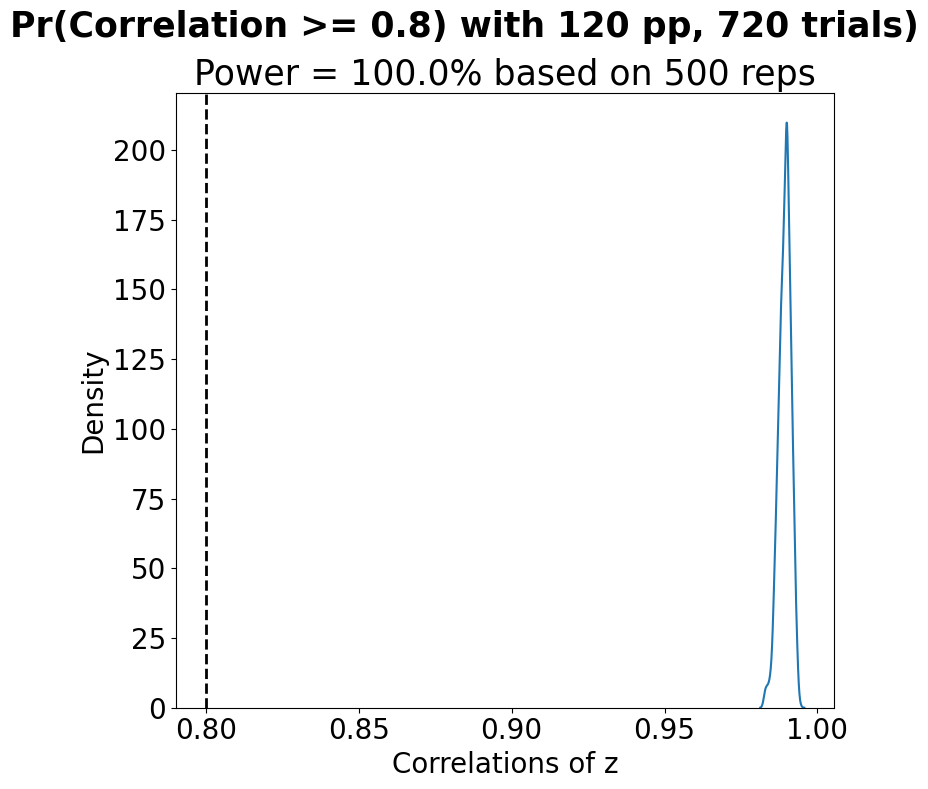 Pr(Correlation >= 0.8) with 120 pp, 720 trials)
Power = 100.0% based on 500 reps
200
175
150
125
100
75
50
25
0
Density
0.80 0.85 0.90 0.95 1.00
Correlations of z